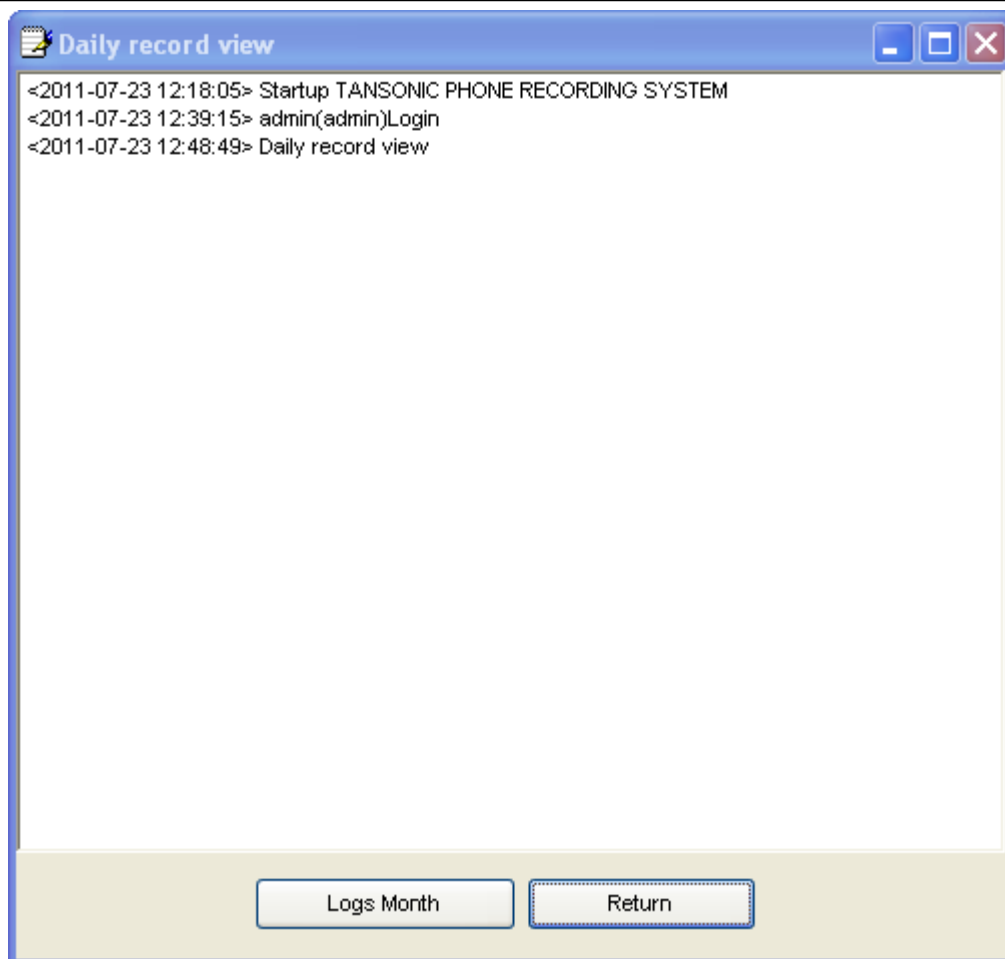 Daily record view
<2011-07-23 12:18:05> Startup TANSONIC PHONE RECORDING SYSTEM
<2011-07-23 12:39:15> admin(admin)Login
<2011-07-23 12:48:49> Daily record view
Logs Month
Return